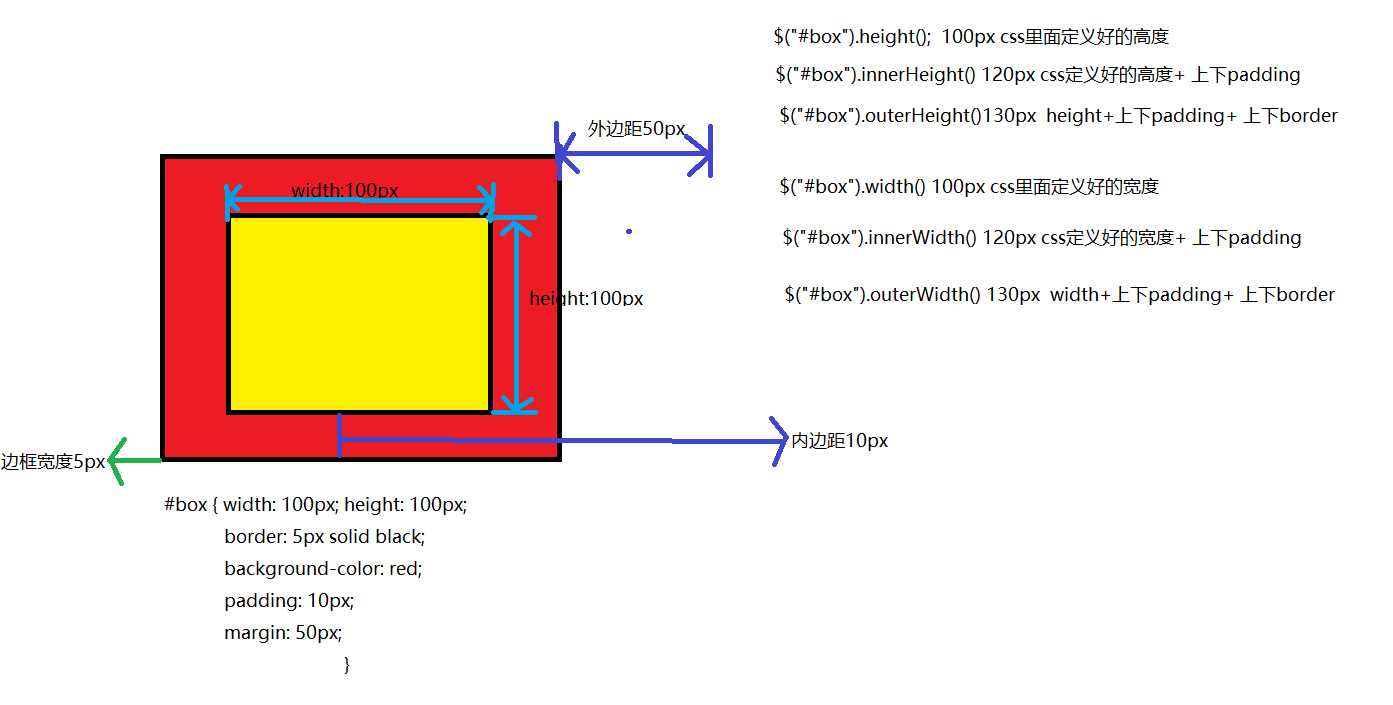 $("#box").height();  100px css里面定义好的高度
$("#box").innerHeight() 120px css定义好的高度+ 上下padding
$("#box").outerHeight()130px  height+上下padding+ 上下border
外边距50px
$("#box").width() 100px css里面定义好的宽度
width:100px
$("#box").innerWidth() 120px css定义好的宽度+ 上下padding
$("#box").outerWidth() 130px  width+上下padding+ 上下border
height:100px
内边距10px
边框宽度5px
#box { width: 100px; height: 100px;
border: 5px solid black;
background-color: red;
padding: 10px;
margin: 50px;
}